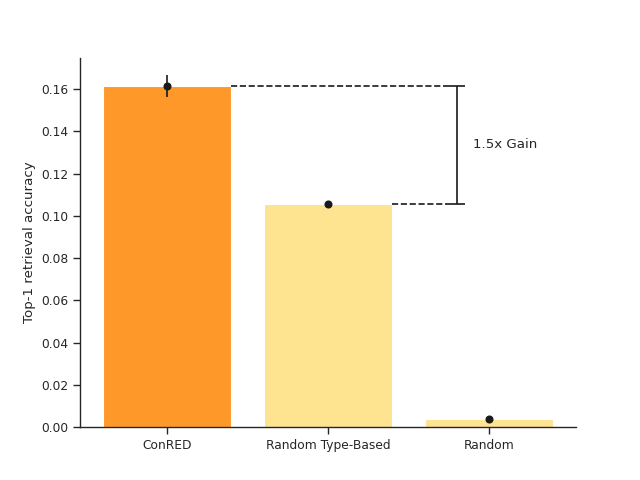 Top-1 retrieval accuracy
0.16
0.14
0.12
0.10
0.08
0.06
0.04
0.02
0.00
1.5x Gain
ConRED
Random Type-Based
Random